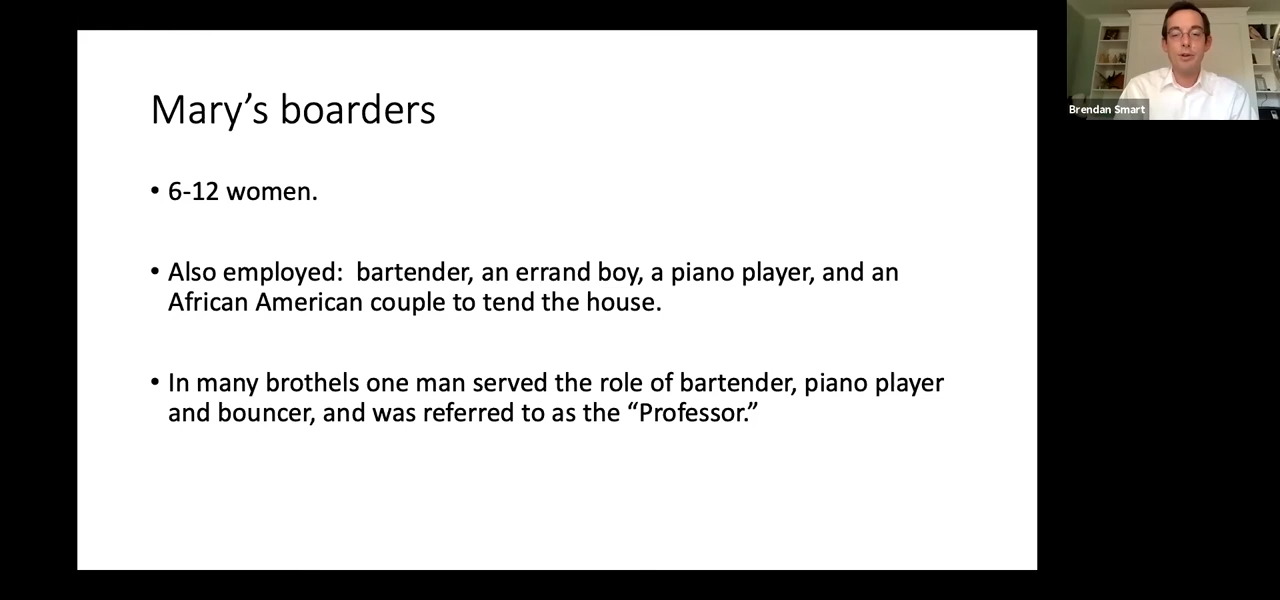 Mary’s boarders
• 6-12 women.
• Also employed:  bartender, an errand boy, a piano player, and an
African American couple to tend the house.
• In many brothels one man served the role of bartender, piano player
and bouncer, and was referred to as the “Professor.”
Brendan Smart